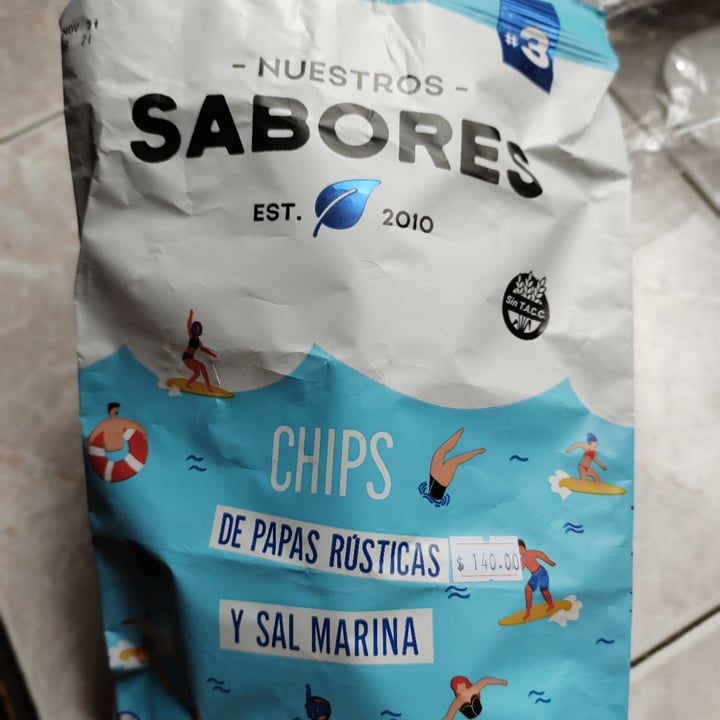 #3
- NUESTROS -
SABORES
EST. 2010
Sin T.A.C.C.
CHIPS
DE PAPAS RÚSTICAS
$ 140.00
Y SAL MARINA